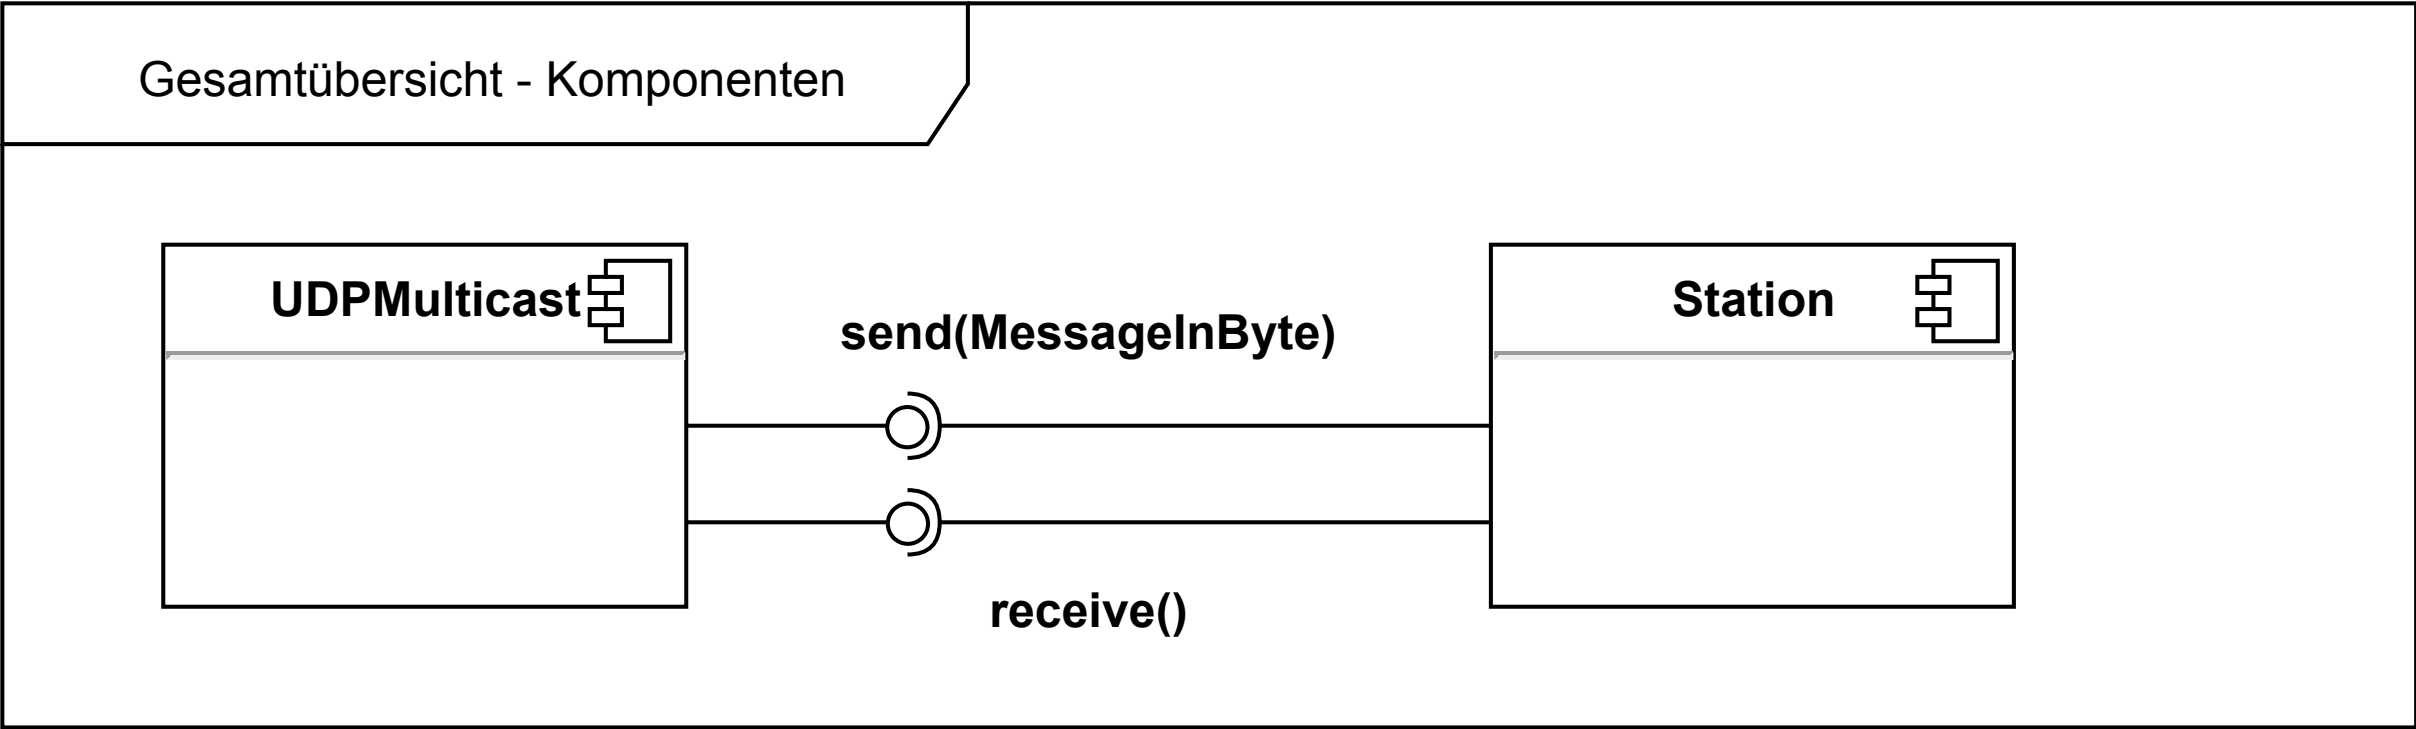 Gesamtübersicht - Komponenten
UDPMulticast
Station
send(MessageInByte)
receive()